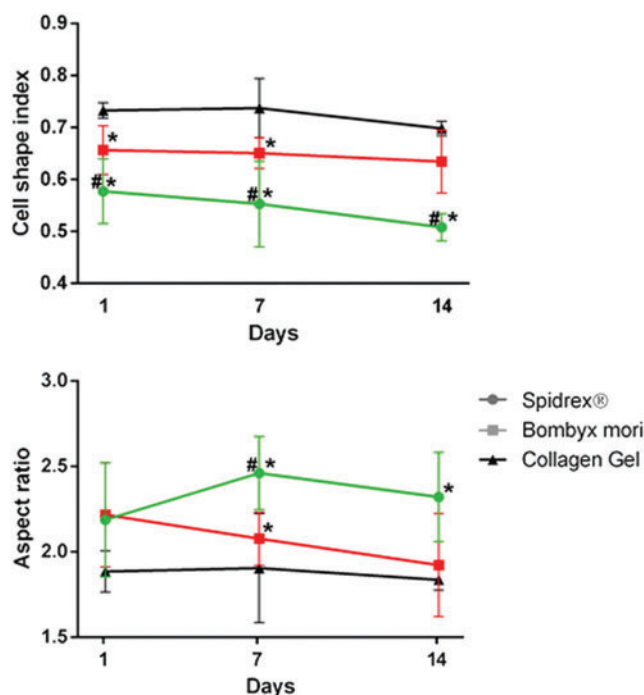 0.9
0.8
0.7
0.6
0.5
0.4
Cell shape index
*
*
#*
#*
#*
1 7 14
Days
3.0
2.5
2.0
1.5
Aspect ratio
#*
*
*
1 7 14
Days
Spidrex®
Bombyx mori
Collagen Gel